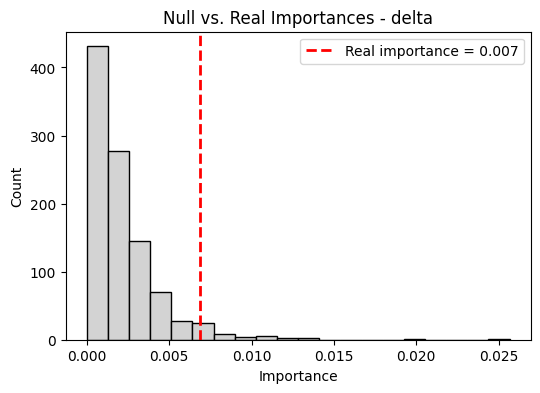 Null vs. Real Importances - delta
Real importance = 0.007
Count
400
300
200
100
0
0.000 0.005 0.010 0.015 0.020 0.025
Importance